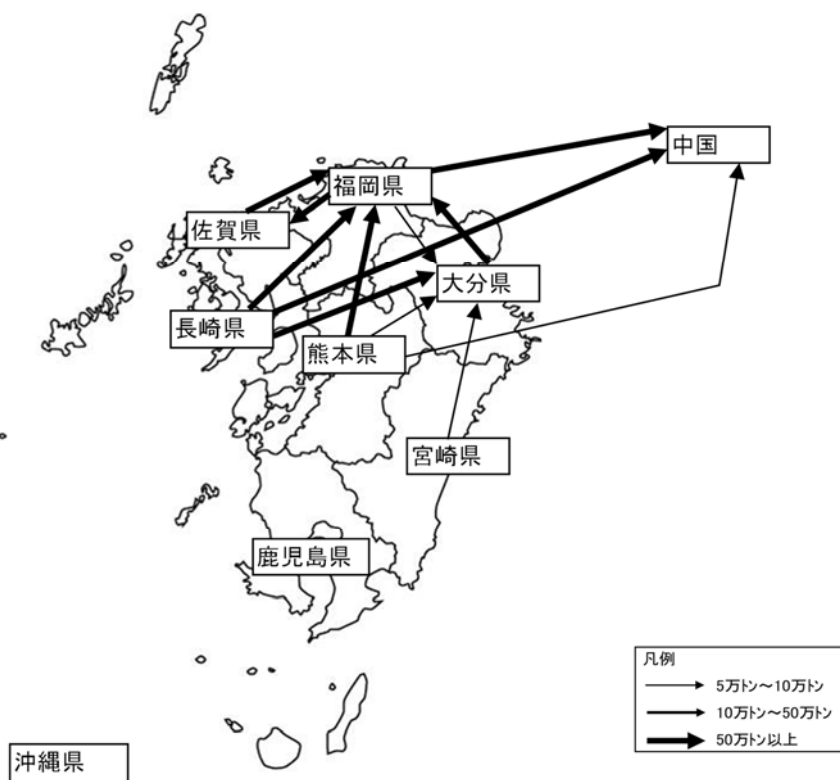 中国
福岡県
佐賀県
大分県
長崎県
熊本県
宮崎県
鹿児島県
沖縄県
凡例
5万トン~10万トン
10万トン~50万トン
50万トン以上